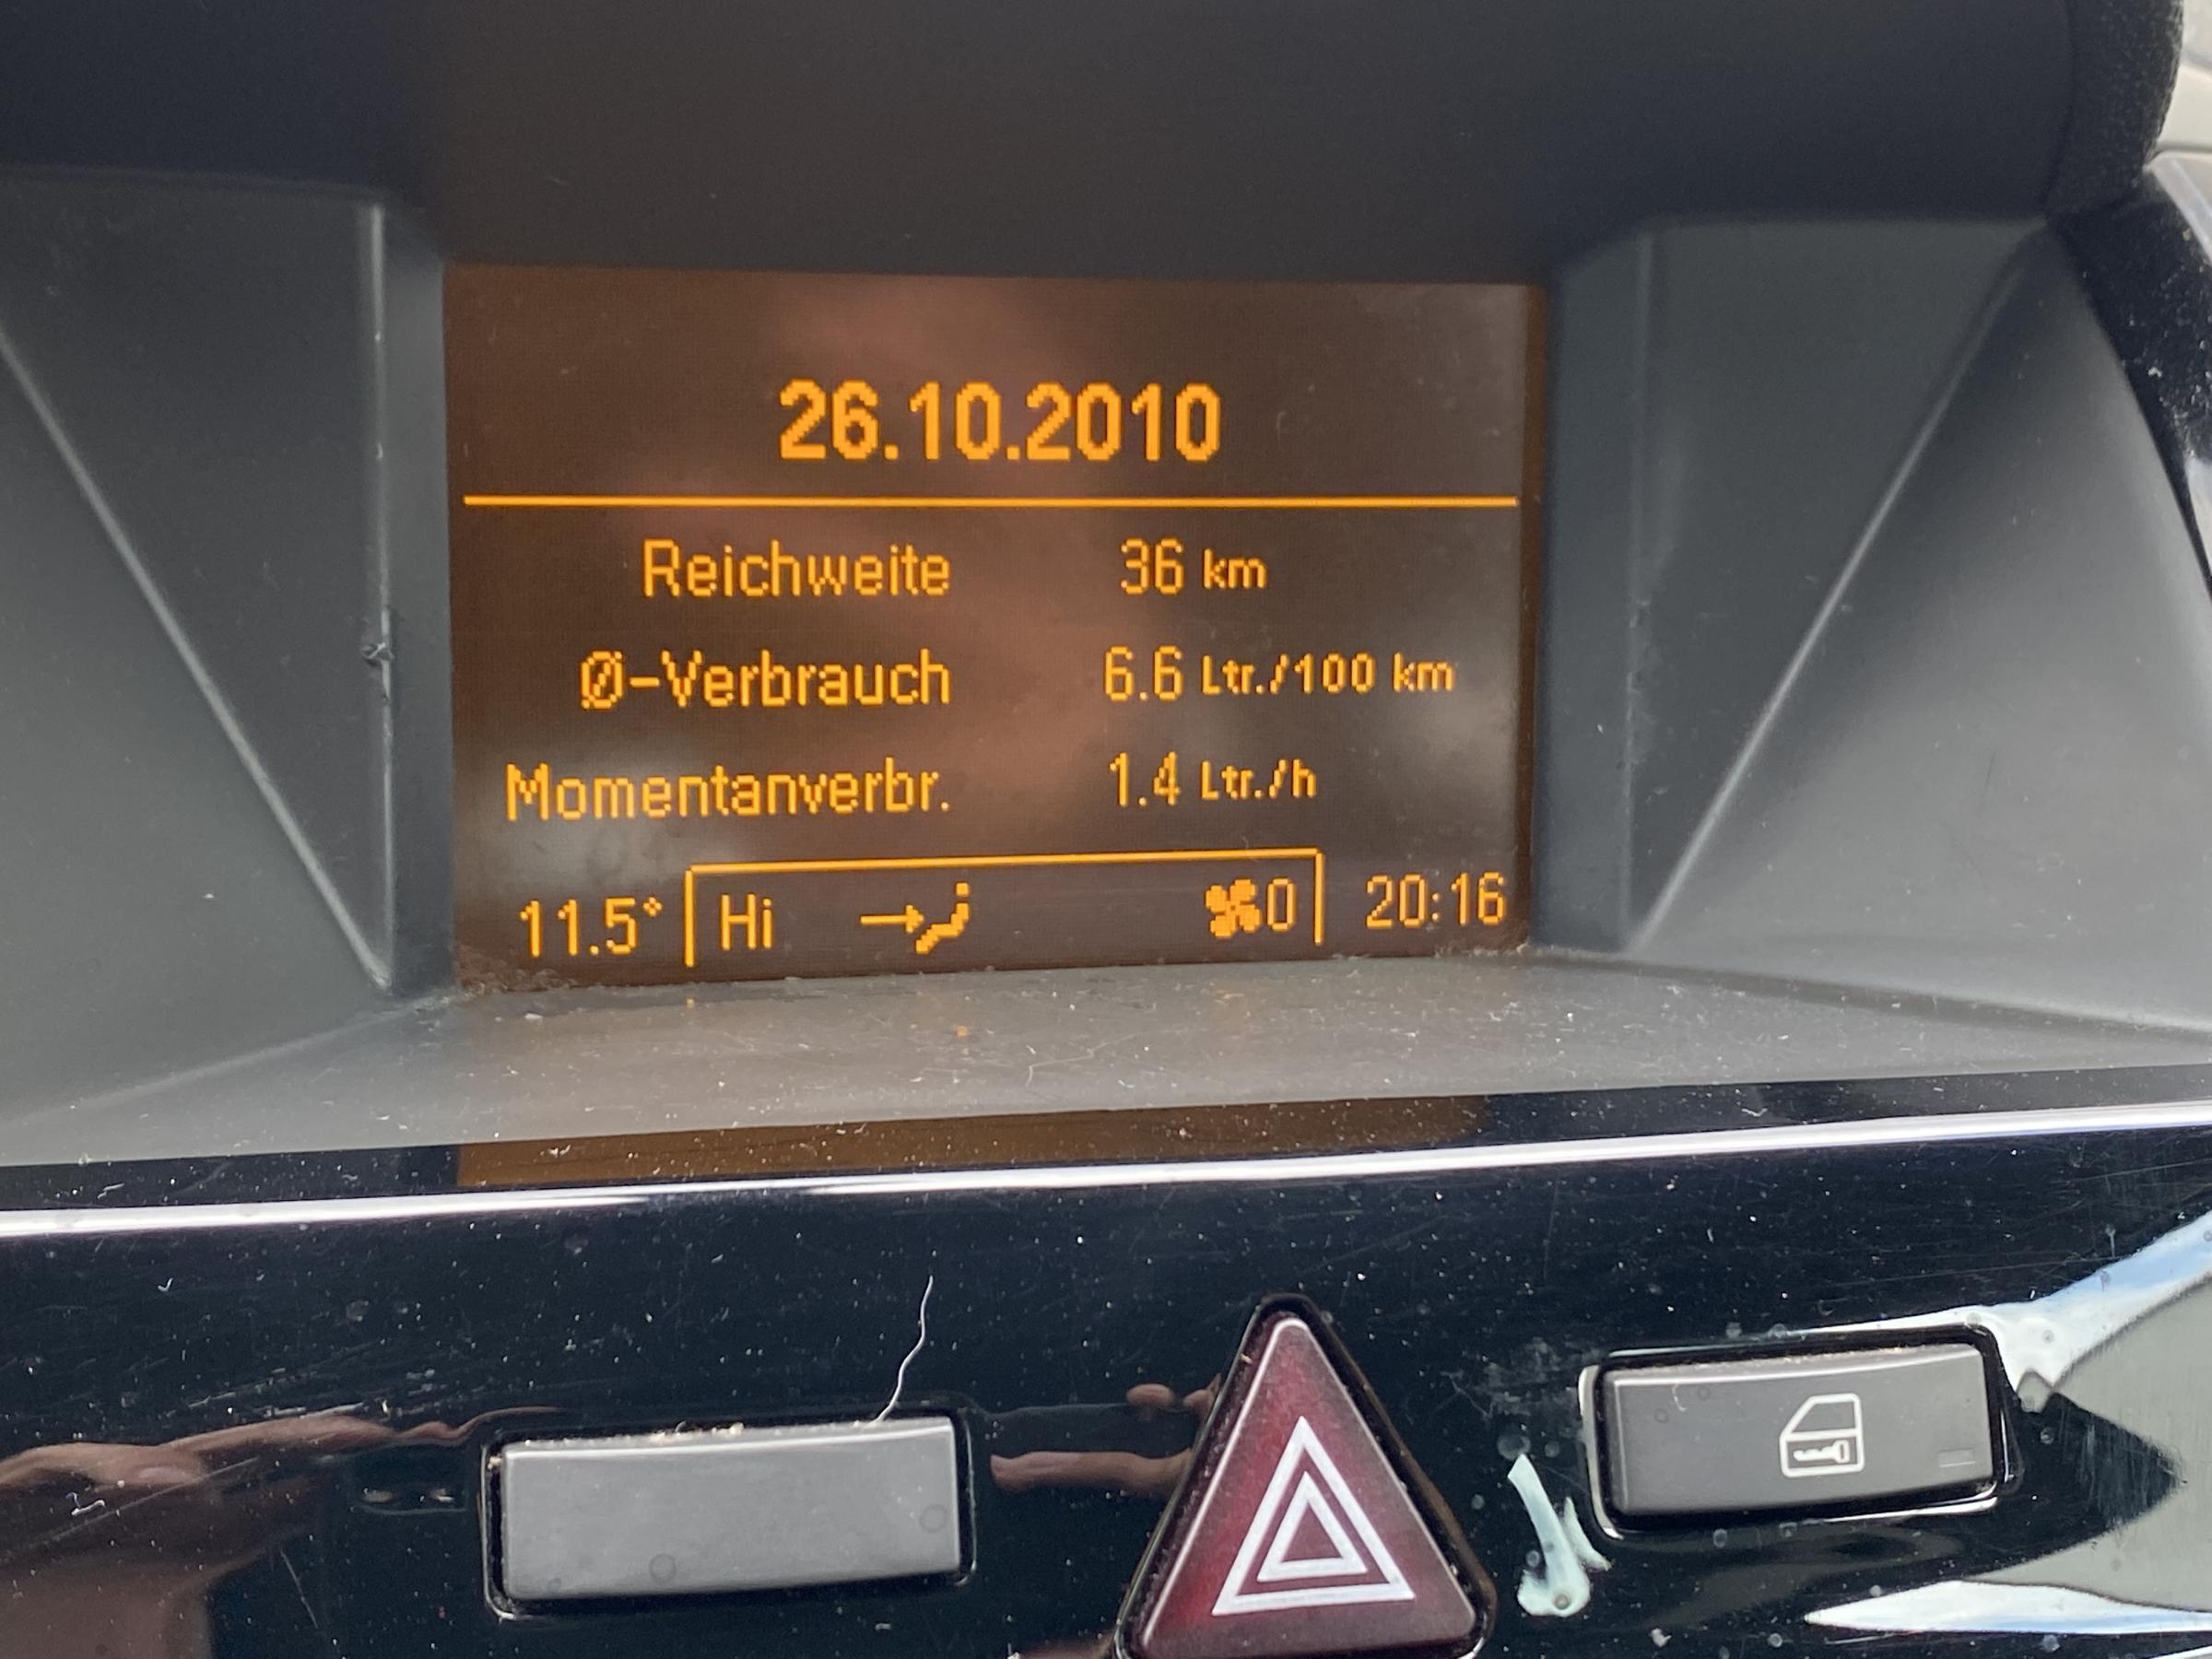 26.10.2010
Reichweite 36 km
Ø-Verbrauch 6.6 Ltr./100 km
Momentanverbr. 1.4 Ltr./h
11.5° Hi 0 20:16